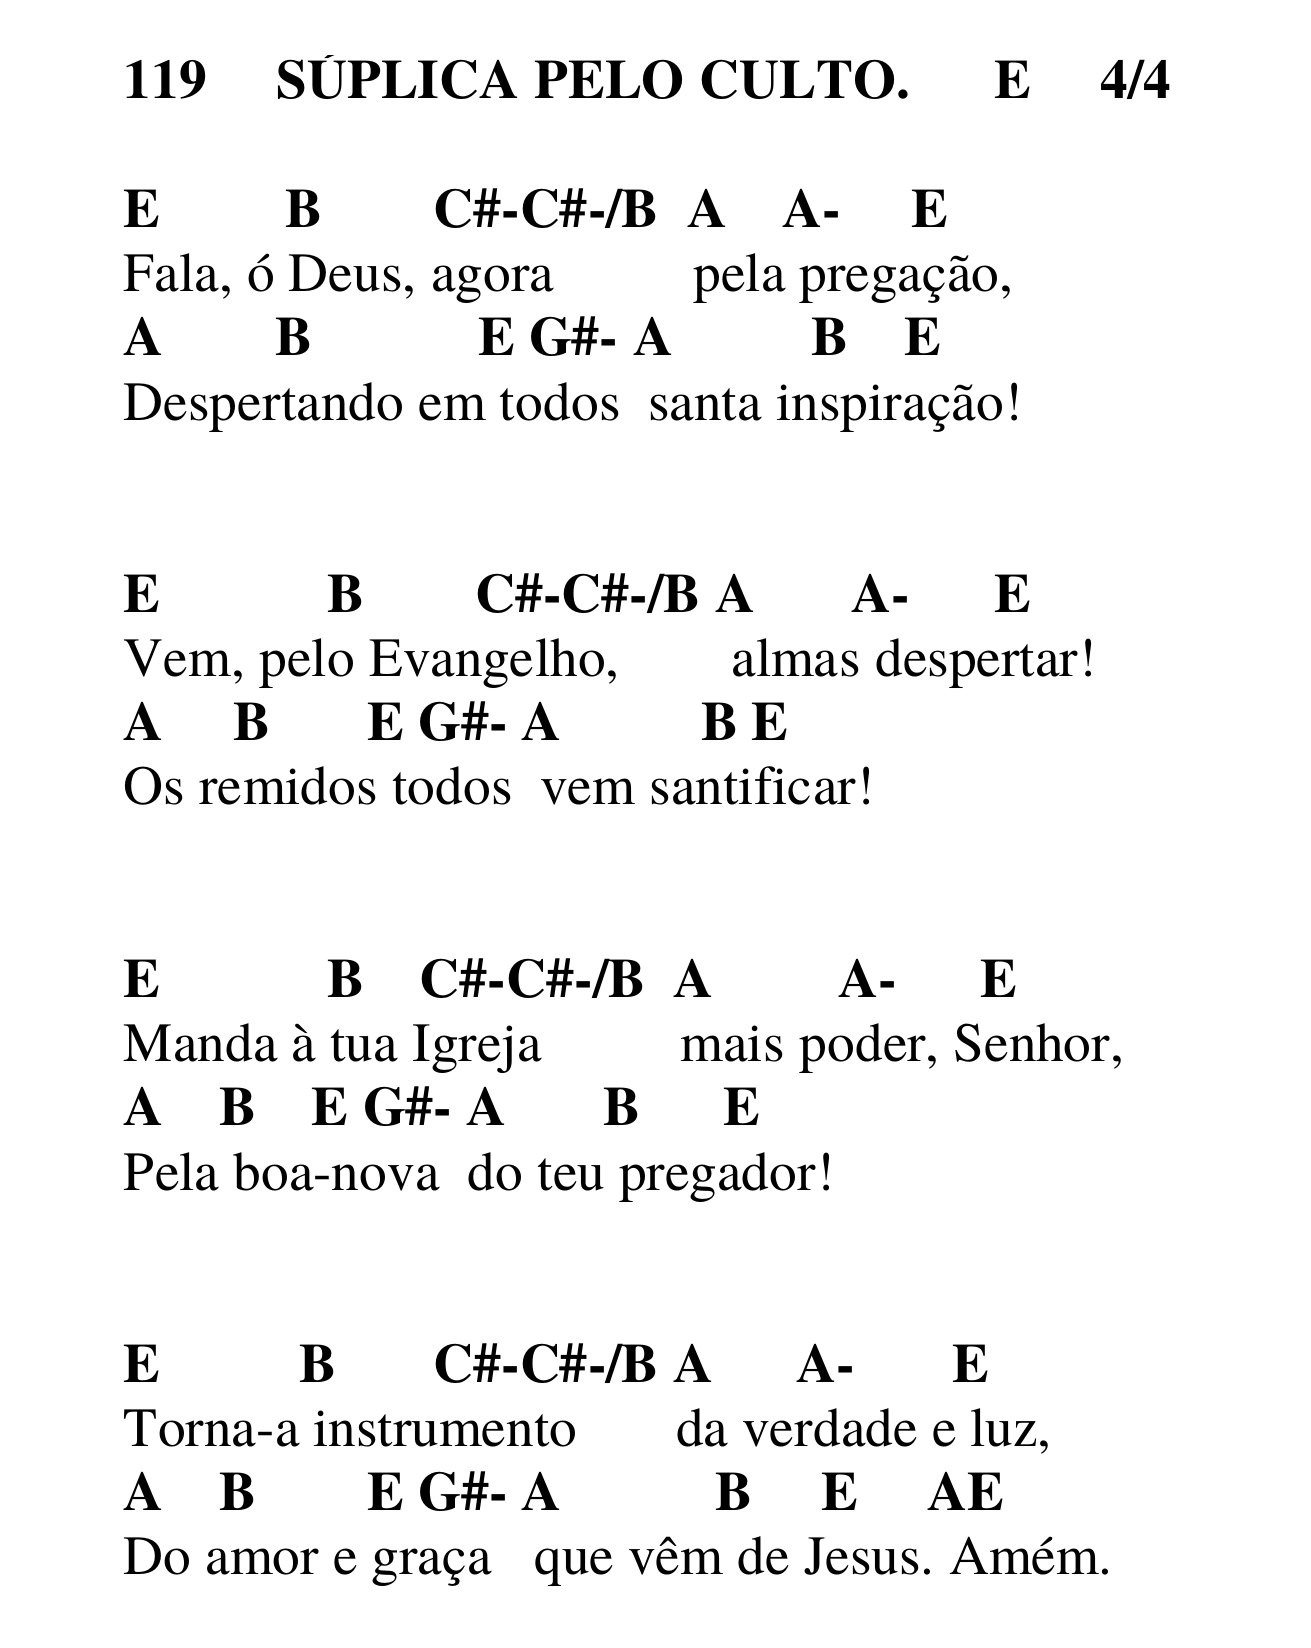 119 SÚPLICA PELO CULTO. E 4/4
E B C#-C#-/B A A- E
Fala, ó Deus, agora pela pregação,
A B E G#- A B E
Despertando em todos santa inspiração!
E B C#-C#-/B A A- E
Vem, pelo Evangelho, almas despertar!
A B E G#- A B E
Os remidos todos vem santificar!
E B C#-C#-/B A A- E
Manda à tua Igreja mais poder, Senhor,
A B E G#- A B E
Pela boa-nova do teu pregador!
E B C#-C#-/B A A- E
Torna-a instrumento da verdade e luz,
A B E G#- A B E AE
Do amor e graça que vêm de Jesus. Amém.